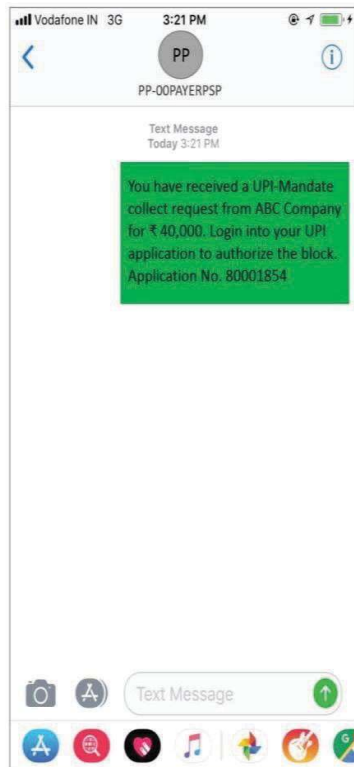 Vodafone IN 3G 3:21 PM
PP
PP-00PAYERPSP
Text Message
Today 3:21 PM
You have received a UPI-Mandate
collect request from ABC Company
for ₹ 40,000. Login into your UPI
application to authorize the block.
Application No. 80001854
Text Message